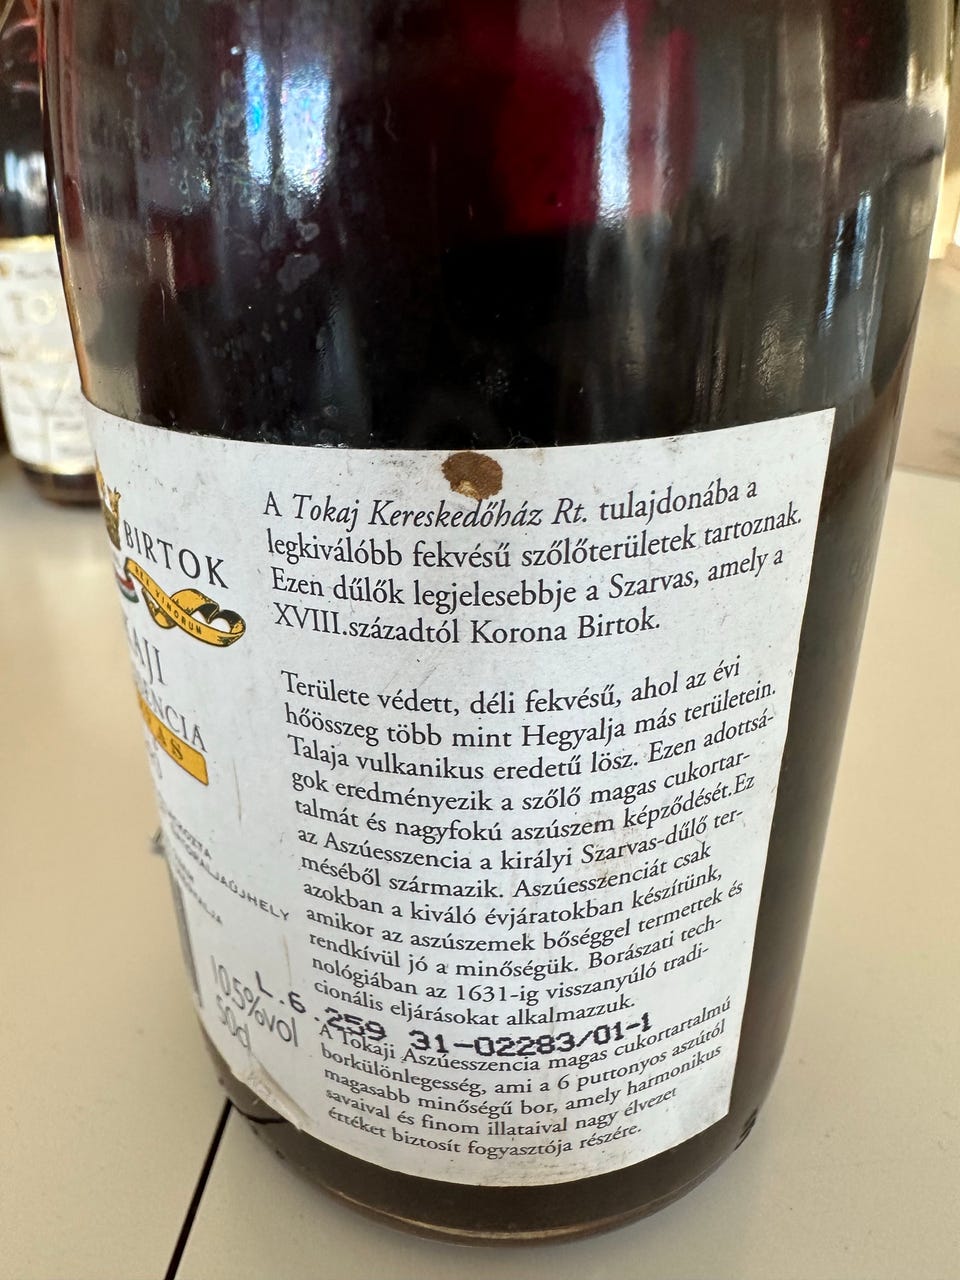 BIRTOK
REX VINORUM
AJI
ENCIA
AS
KOZTA
SÁTORALJAÚJHELY
L.6.259 31-02283/01-1
10.5%vol
50cl
A Tokaj Kereskedőház Rt. tulajdonába a
legkiválóbb fekvésű szőlőterületek tartoznak.
Ezen dűlők legjelesebbje a Szarvas, amely a
XVIII.századtól Korona Birtok.
Területe védett, déli fekvésű, ahol az évi
hőösszeg több mint Hegyalja más területein.
Talaja vulkanikus eredetű lösz. Ezen adottsá-
gok eredményezik a szőlő magas cukortar-
talmát és nagyfokú aszúszem képződését.Ez
az Aszúesszencia a királyi Szarvas-dűlő ter-
méséből származik. Aszúesszenciát csak
azokban a kiváló évjáratokban készítünk,
amikor az aszúszemek bőséggel termettek és
rendkívül jó a minőségük. Borászati tech-
nológiában az 1631-ig visszanyúló tradi-
cionális eljárásokat alkalmazzuk.
A Tokaji Aszúesszencia magas cukortartalmú
borkülönlegesség, ami a 6 puttonyos aszútól
magasabb minőségű bor, amely harmonikus
savaival és finom illataival nagy élvezet
értéket biztosít fogyasztója részére.